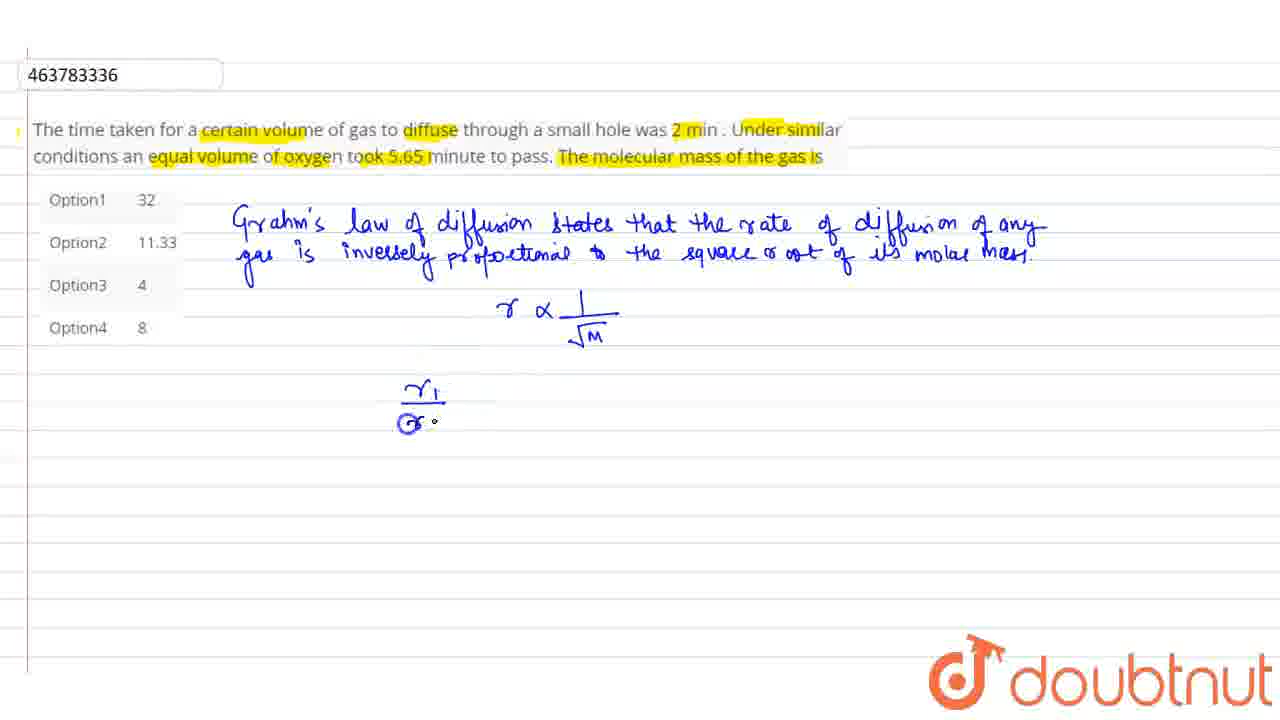 463783336
The time taken for a certain volume of gas to diffuse through a small hole was 2 min . Under similar
conditions an equal volume of oxygen took 5.65 minute to pass. The molecular mass of the gas is
Option1 32
Option2 11.33
Option3 4
Option4 8
Grahm's law of diffusion states that the rate of diffusion of any
gas is inversely proportional to the square root of its molar mass.
r ∝ 1/√M
r1
r
doubtnut